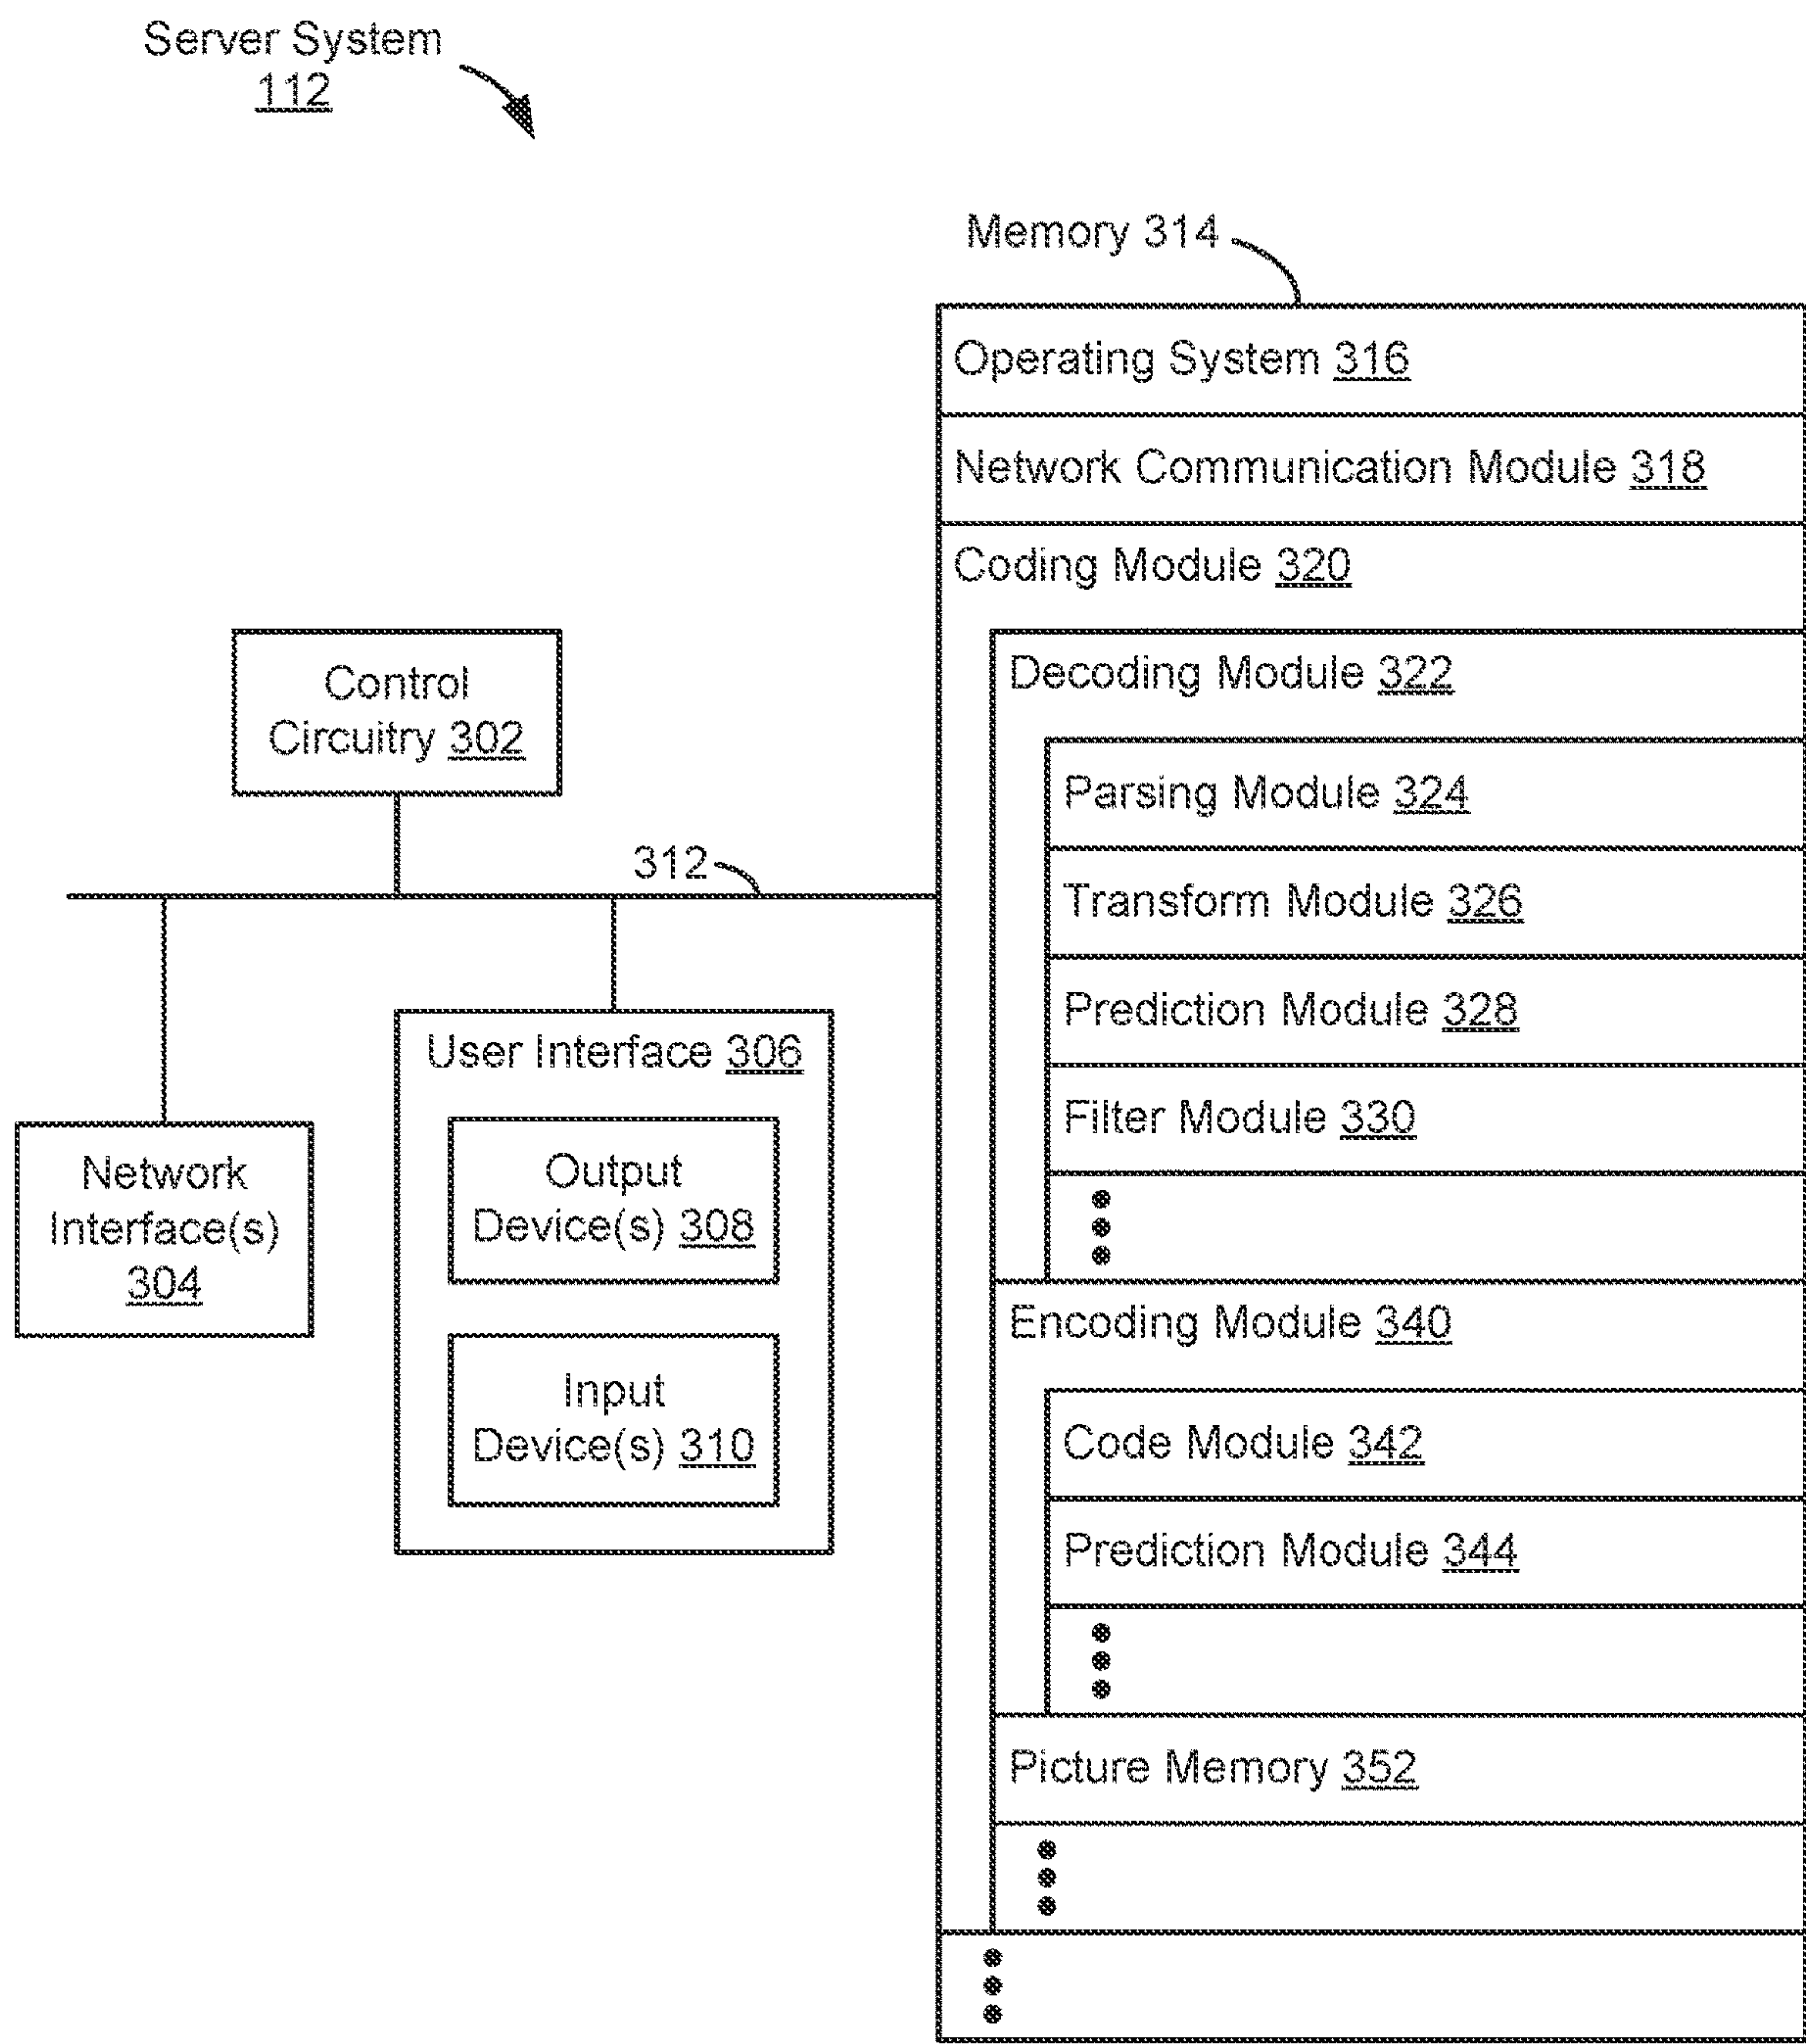 Server System
112
Memory 314
Operating System 316
Network Communication Module 318
Coding Module 320
Decoding Module 322
Parsing Module 324
Transform Module 326
Prediction Module 328
Filter Module 330
Encoding Module 340
Code Module 342
Prediction Module 344
Picture Memory 352
Control
Circuitry 302
312
Network
Interface(s)
304
User Interface 306
Output
Device(s) 308
Input
Device(s) 310